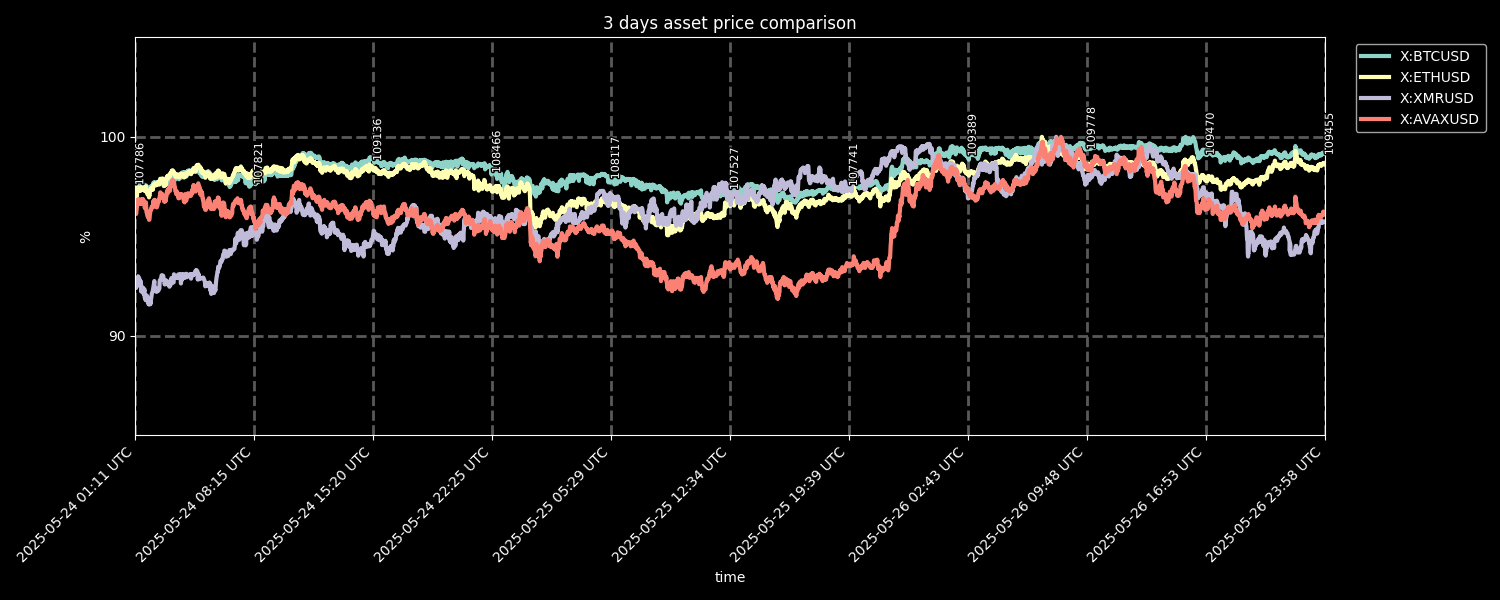 3 days asset price comparison
X:BTCUSD
X:ETHUSD
X:XMRUSD
X:AVAXUSD
100
90
%
107786
107821
109136
108466
108117
107527
107741
109389
109778
109470
109455
2025-05-24 01:11 UTC
2025-05-24 08:15 UTC
2025-05-24 15:20 UTC
2025-05-24 22:25 UTC
2025-05-25 05:29 UTC
2025-05-25 12:34 UTC
2025-05-25 19:39 UTC
2025-05-26 02:43 UTC
2025-05-26 09:48 UTC
2025-05-26 16:53 UTC
2025-05-26 23:58 UTC
time